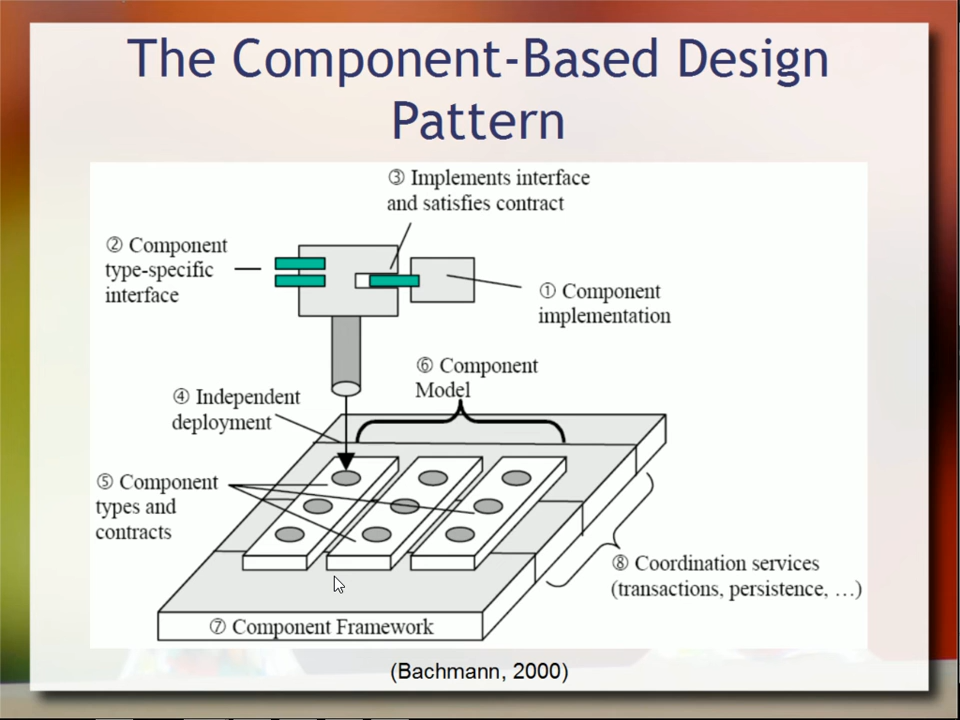 The Component-Based Design
Pattern
③ Implements interface
and satisfies contract
② Component
type-specific
interface
① Component
implementation
⑥ Component
Model
④ Independent
deployment
⑤ Component
types and
contracts
⑧ Coordination services
(transactions, persistence, …)
⑦ Component Framework
(Bachmann, 2000)